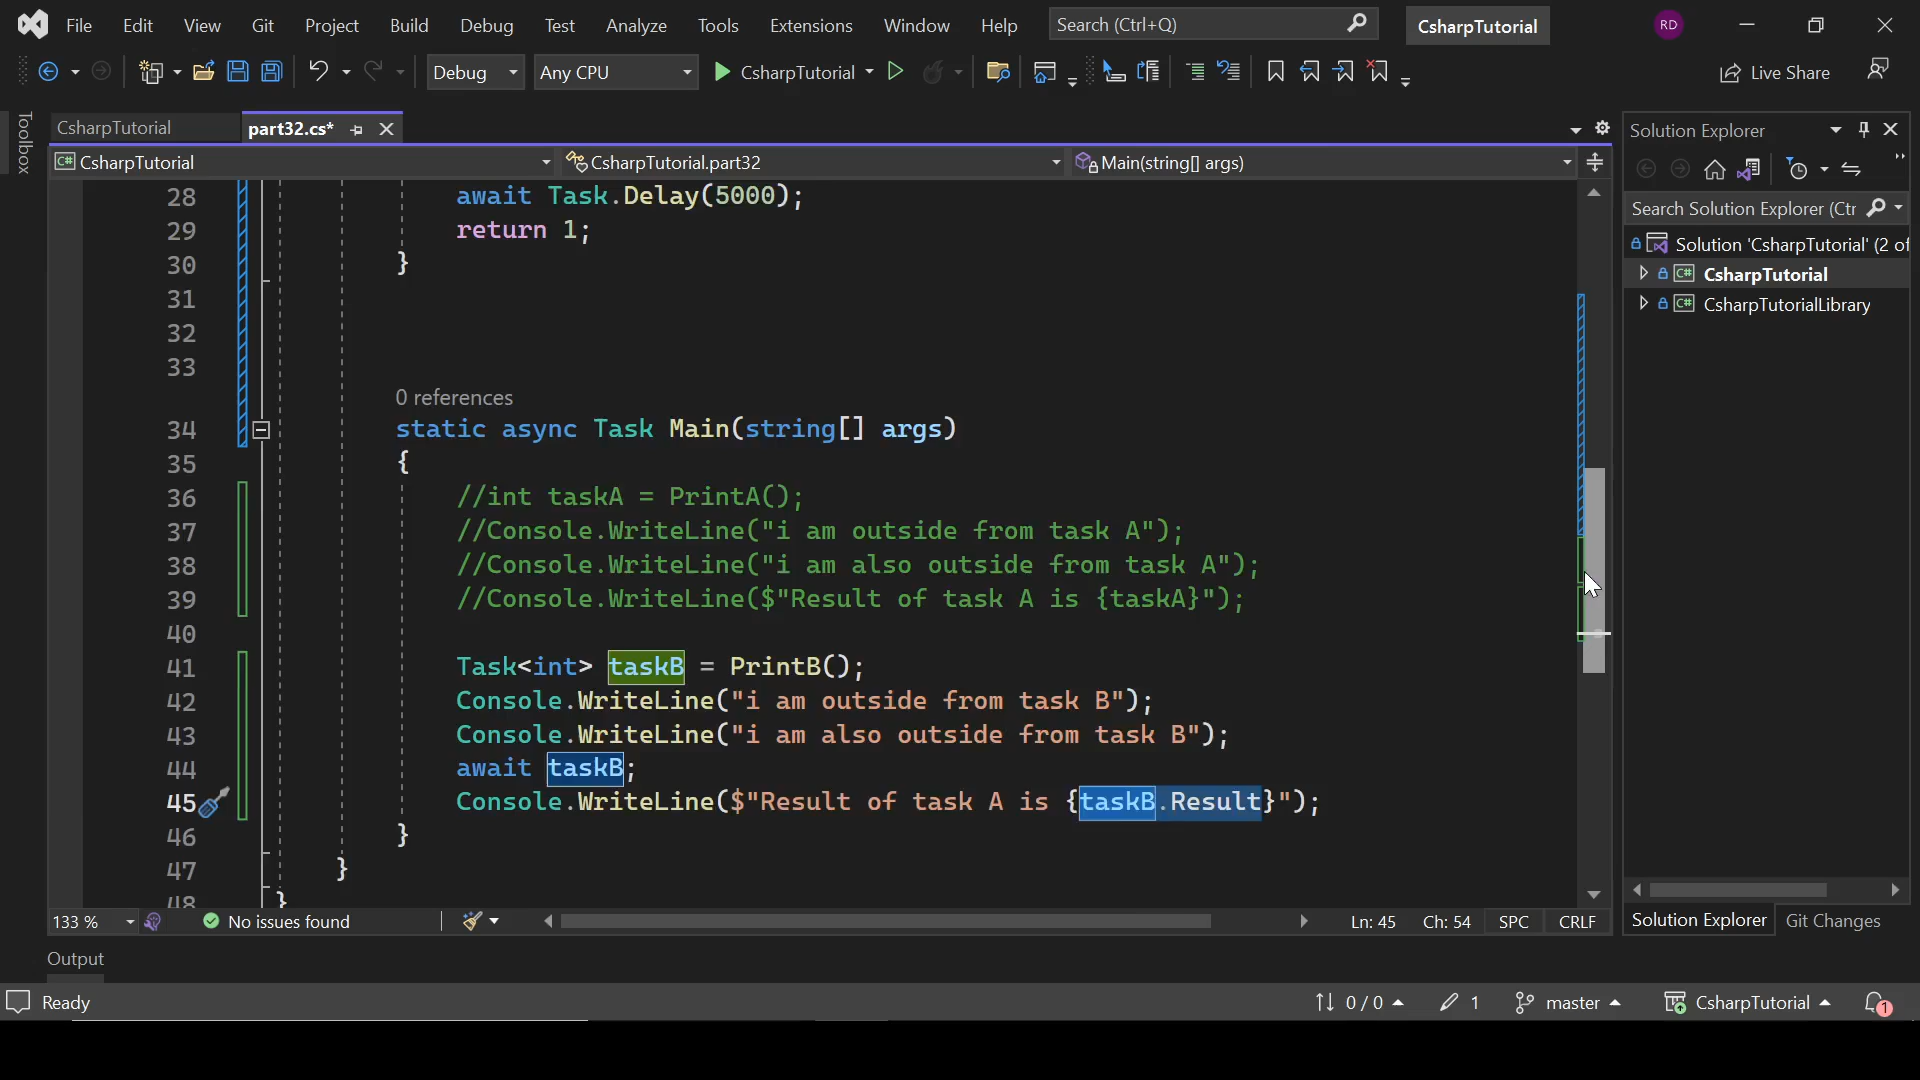 File Edit View Git Project Build Debug Test Analyze Tools Extensions Window Help Search (Ctrl+Q) CsharpTutorial RD
Debug Any CPU CsharpTutorial Live Share
Toolbox
CsharpTutorial part32.cs*
C# CsharpTutorial CsharpTutorial.part32 Main(string[] args)
28 await Task.Delay(5000);
29 return 1;
30 }
31
32
33
0 references
34 static async Task Main(string[] args)
35 {
36 //int taskA = PrintA();
37 //Console.WriteLine("i am outside from task A");
38 //Console.WriteLine("i am also outside from task A");
39 //Console.WriteLine($"Result of task A is {taskA}");
40
41 Task<int> taskB = PrintB();
42 Console.WriteLine("i am outside from task B");
43 Console.WriteLine("i am also outside from task B");
44 await taskB;
45 Console.WriteLine($"Result of task A is {taskB.Result}");
46 }
47 }
48 }
133 % No issues found Ln: 45 Ch: 54 SPC CRLF
Solution Explorer
Search Solution Explorer (Ctr
Solution 'CsharpTutorial' (2 of
C# CsharpTutorial
C# CsharpTutorialLibrary
Solution Explorer Git Changes
Output
Ready 0 / 0 1 master CsharpTutorial 1